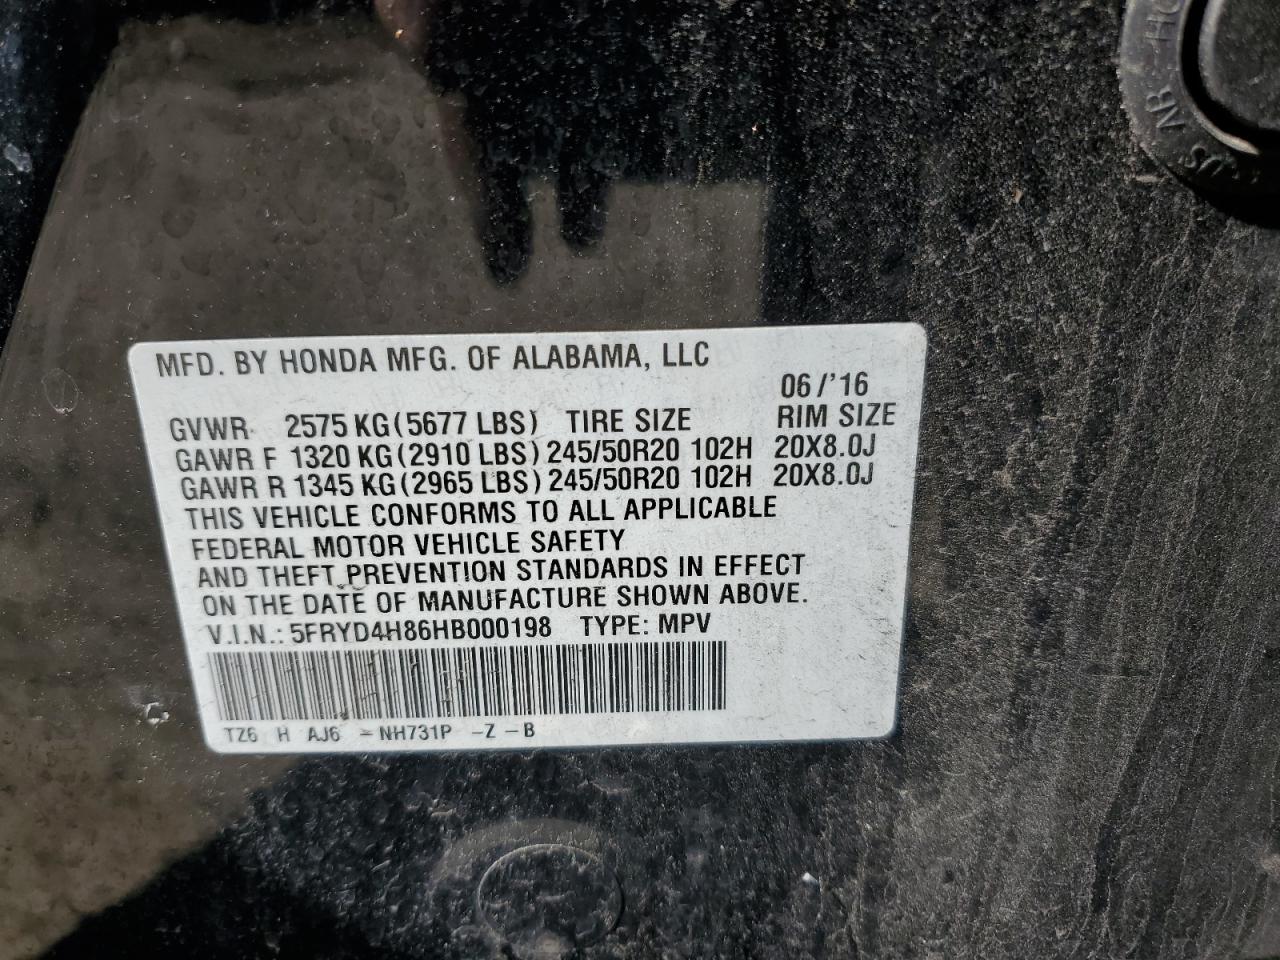 MFD. BY HONDA MFG. OF ALABAMA, LLC
06/'16
GVWR 2575 KG(5677 LBS) TIRE SIZE RIM SIZE
GAWR F 1320 KG(2910 LBS)245/50R20 102H 20X8.0J
GAWR R 1345 KG(2965 LBS)245/50R20 102H 20X8.0J
THIS VEHICLE CONFORMS TO ALL APPLICABLE
FEDERAL MOTOR VEHICLE SAFETY
AND THEFT PREVENTION STANDARDS IN EFFECT
ON THE DATE OF MANUFACTURE SHOWN ABOVE.
V.I.N.: 5FRYD4H86HB000198 TYPE: MPV
TZ6 H AJ6 -NH731P -Z -B